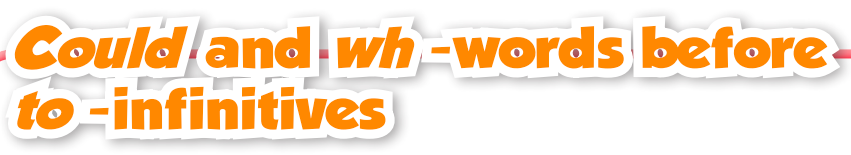 Could and wh -words before
to -infinitives